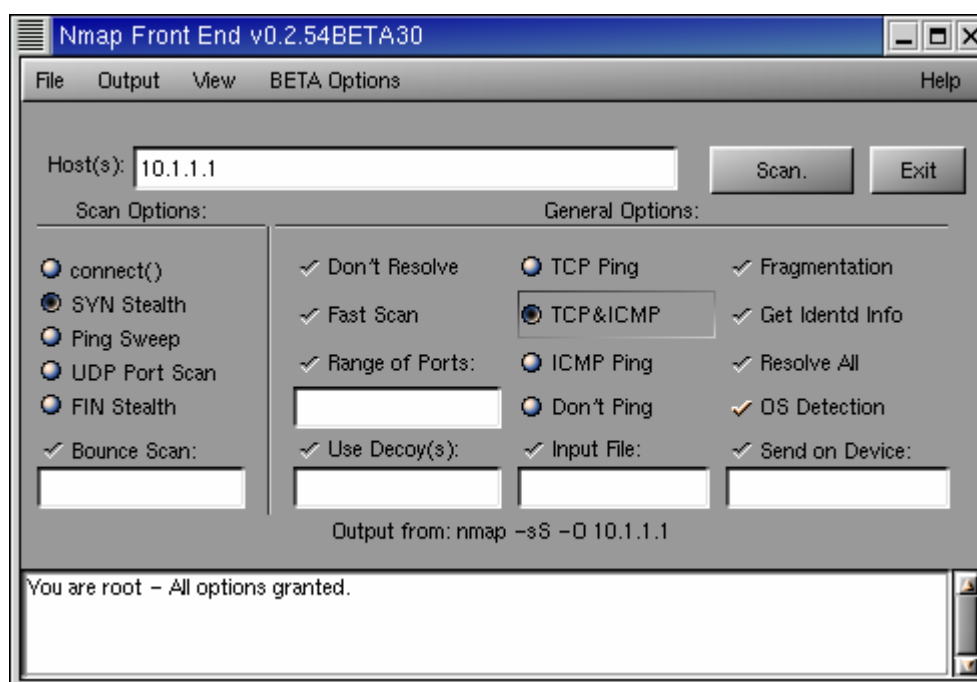 Nmap Front End v0.2.54BETA30
File Output View BETA Options Help
Host(s): 10.1.1.1 Scan. Exit
Scan Options: General Options:
connect() Don't Resolve TCP Ping Fragmentation
SYN Stealth Fast Scan TCP&ICMP Get Identd Info
Ping Sweep Range of Ports: ICMP Ping Resolve All
UDP Port Scan Don't Ping OS Detection
FIN Stealth
Bounce Scan: Use Decoy(s): Input File: Send on Device:
Output from: nmap -sS -O 10.1.1.1
You are root - All options granted.